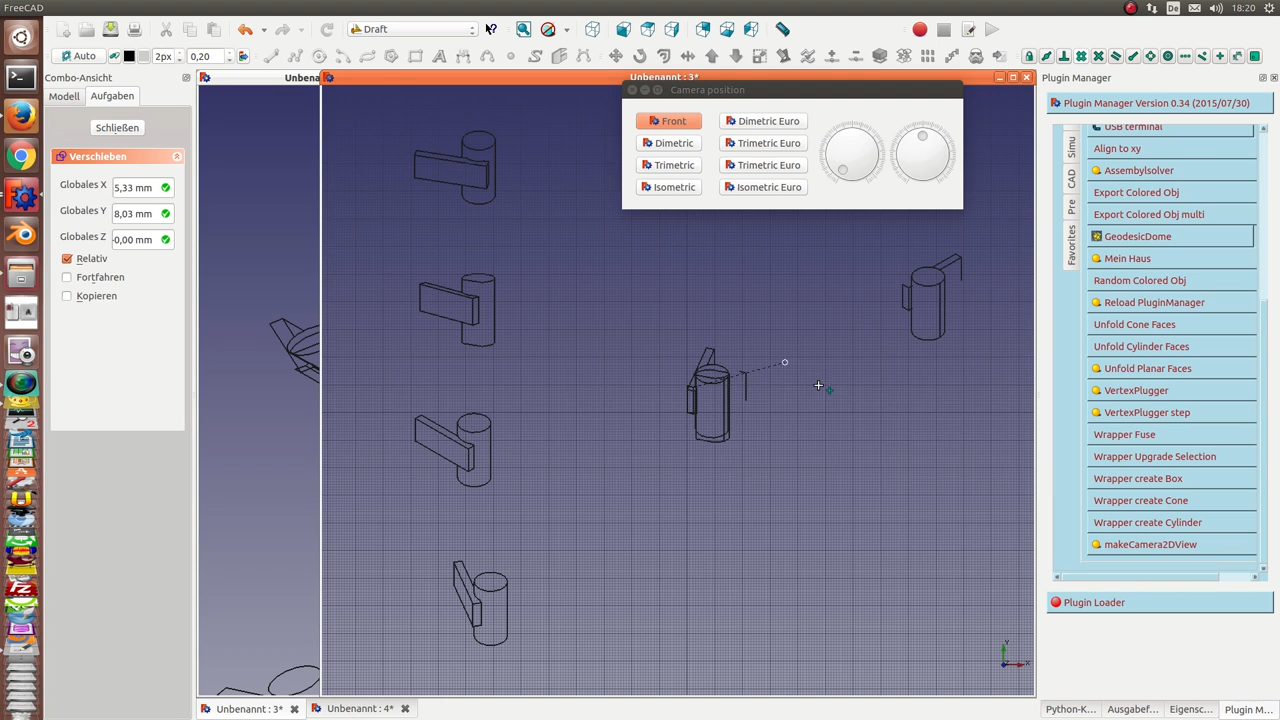 FreeCAD
De
18:20
Draft
Auto
2px
0,20
Combo-Ansicht
Modell
Aufgaben
Schließen
Verschieben
Globales X
5,33 mm
Globales Y
8,03 mm
Globales Z
-0,00 mm
Relativ
Fortfahren
Kopieren
Unbenann
Unbenannt : 3*
Camera position
Front
Dimetric Euro
Dimetric
Trimetric Euro
Trimetric
Trimetric Euro
Isometric
Isometric Euro
Y
X
Unbenannt : 3*
Unbenannt : 4*
Plugin Manager
Plugin Manager Version 0.34 (2015/07/30)
Simu
CAD
Pre
Favorites
USB terminal
Align to xy
Assemblysolver
Export Colored Obj
Export Colored Obj multi
GeodesicDome
Mein Haus
Random Colored Obj
Reload PluginManager
Unfold Cone Faces
Unfold Cylinder Faces
Unfold Planar Faces
VertexPlugger
VertexPlugger step
Wrapper Fuse
Wrapper Upgrade Selection
Wrapper create Box
Wrapper create Cone
Wrapper create Cylinder
makeCamera2DView
Plugin Loader
Python-K...
Ausgabef...
Eigensc...
Plugin M...